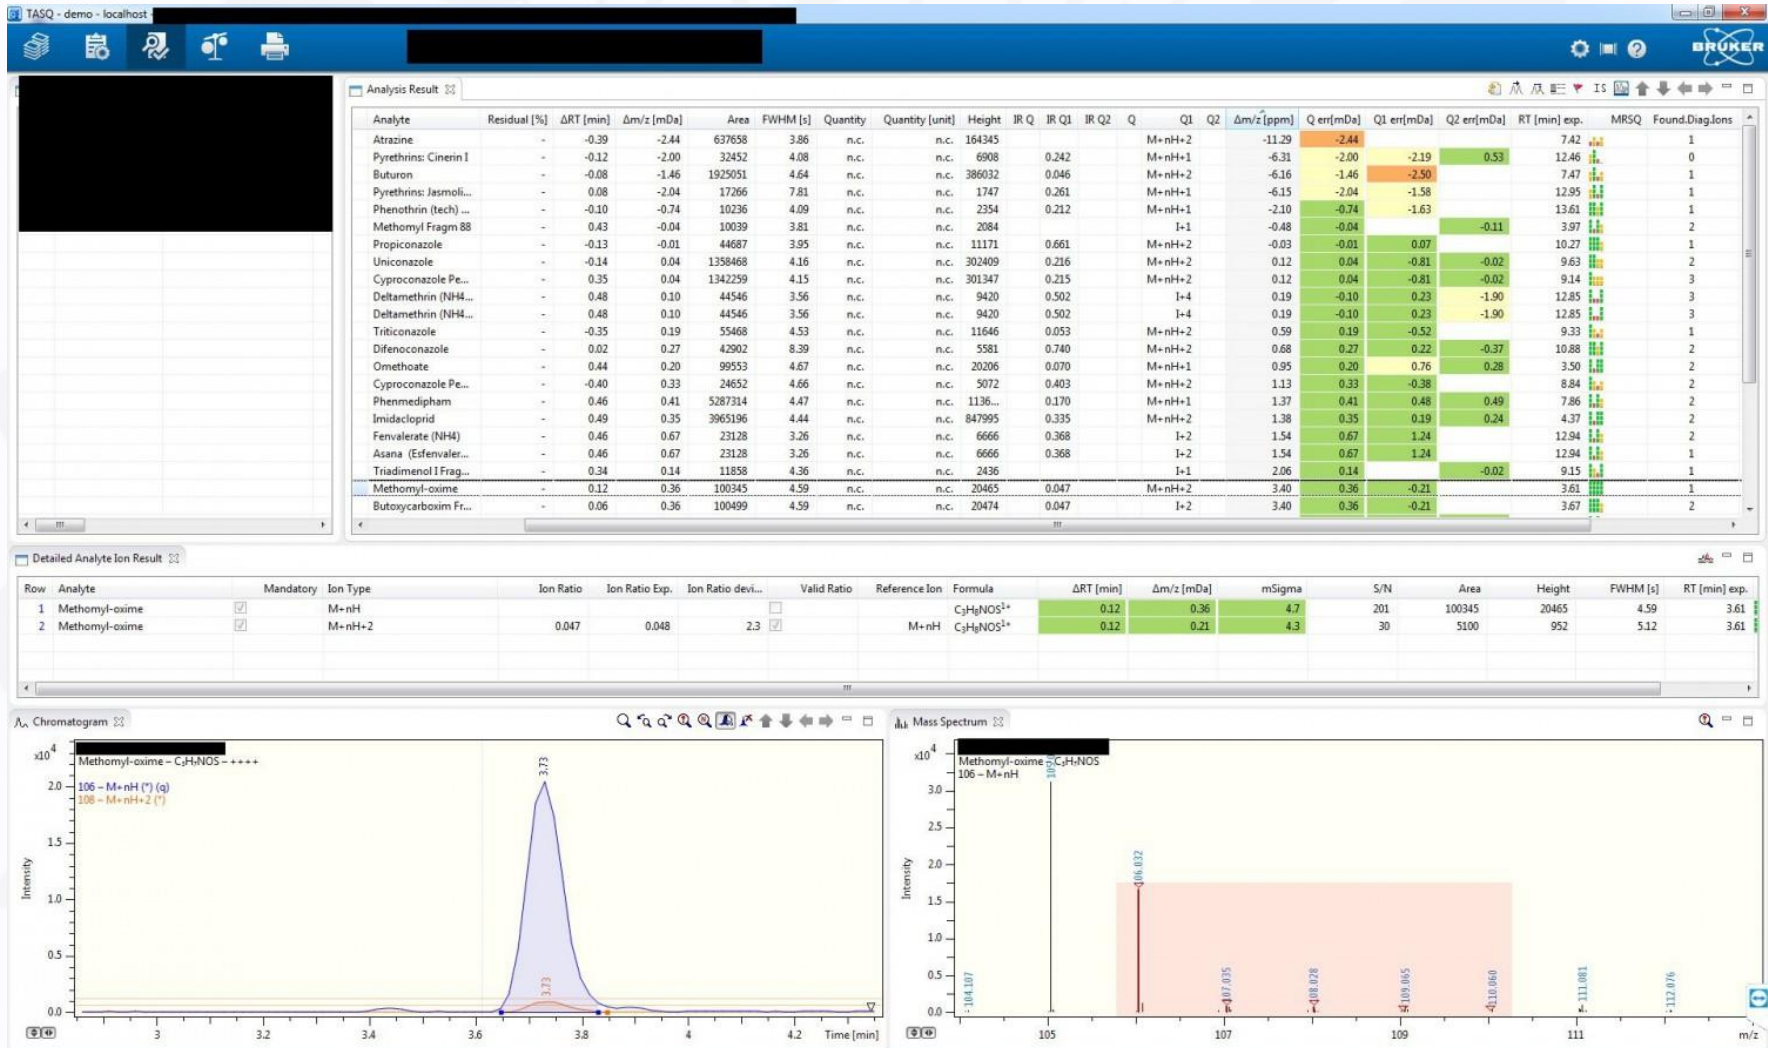 TASQ - demo - localhost -
BRUKER
Analysis Result
IS
Analyte Residual [%] ΔRT [min] Δm/z [mDa] Area FWHM [s] Quantity Quantity [unit] Height IR Q IR Q1 IR Q2 Q Q1 Q2 Δm/z [ppm] Q err[mDa] Q1 err[mDa] Q2 err[mDa] RT [min] exp. MRSQ Found.Diag.Ions
Atrazine - -0.39 -2.44 637658 3.86 n.c. n.c. 164345 M+nH+2 -11.29 -2.44 7.42 1
Pyrethrins: Cinerin I - -0.12 -2.00 32452 4.08 n.c. n.c. 6908 0.242 M+nH+1 -6.31 -2.00 -2.19 0.53 12.46 0
Buturon - -0.08 -1.46 1925051 4.64 n.c. n.c. 386032 0.046 M+nH+2 -6.16 -1.46 -2.50 7.47 1
Pyrethrins: Jasmoli... - 0.08 -2.04 17266 7.81 n.c. n.c. 1747 0.261 M+nH+1 -6.15 -2.04 -1.58 12.95 1
Phenothrin (tech) ... - -0.10 -0.74 10236 4.09 n.c. n.c. 2354 0.212 M+nH+1 -2.10 -0.74 -1.63 13.61 1
Methomyl Fragm 88 - 0.43 -0.04 10039 3.81 n.c. n.c. 2084 I+1 -0.48 -0.04 -0.11 3.97 2
Propiconazole - -0.13 -0.01 44687 3.95 n.c. n.c. 11171 0.661 M+nH+2 -0.03 -0.01 0.07 10.27 1
Uniconazole - -0.14 0.04 1358468 4.16 n.c. n.c. 302409 0.216 M+nH+2 0.12 0.04 -0.81 -0.02 9.63 2
Cyproconazole Pe... - 0.35 0.04 1342259 4.15 n.c. n.c. 301347 0.215 M+nH+2 0.12 0.04 -0.81 -0.02 9.14 3
Deltamethrin (NH4... - 0.48 0.10 44546 3.56 n.c. n.c. 9420 0.502 I+4 0.19 -0.10 0.23 -1.90 12.85 3
Deltamethrin (NH4... - 0.48 0.10 44546 3.56 n.c. n.c. 9420 0.502 I+4 0.19 -0.10 0.23 -1.90 12.85 3
Triticonazole - -0.35 0.19 55468 4.53 n.c. n.c. 11646 0.053 M+nH+2 0.59 0.19 -0.52 9.33 1
Difenoconazole - 0.02 0.27 42902 8.39 n.c. n.c. 5581 0.740 M+nH+2 0.68 0.27 0.22 -0.37 10.88 2
Omethoate - 0.44 0.20 99553 4.67 n.c. n.c. 20206 0.070 M+nH+1 0.95 0.20 0.76 0.28 3.50 2
Cyproconazole Pe... - -0.40 0.33 24652 4.66 n.c. n.c. 5072 0.403 M+nH+2 1.13 0.33 -0.38 8.84 2
Phenmedipham - 0.46 0.41 5287314 4.47 n.c. n.c. 1136... 0.170 M+nH+1 1.37 0.41 0.48 0.49 7.86 2
Imidacloprid - 0.49 0.35 3965196 4.44 n.c. n.c. 847995 0.335 M+nH+2 1.38 0.35 0.19 0.24 4.37 2
Fenvalerate (NH4) - 0.46 0.67 23128 3.26 n.c. n.c. 6666 0.368 I+2 1.54 0.67 1.24 12.94 2
Asana (Esfenvaler... - 0.46 0.67 23128 3.26 n.c. n.c. 6666 0.368 I+2 1.54 0.67 1.24 12.94 1
Triadimenol I Frag... - 0.34 0.14 11858 4.36 n.c. n.c. 2436 I+1 2.06 0.14 -0.02 9.15 1
Methomyl-oxime - 0.12 0.36 100345 4.59 n.c. n.c. 20465 0.047 M+nH+2 3.40 0.36 -0.21 3.61 1
Butoxycarboxim Fr... - 0.06 0.36 100499 4.59 n.c. n.c. 20474 0.047 I+2 3.40 0.36 -0.21 3.67 2
Detailed Analyte Ion Result
Row Analyte Mandatory Ion Type Ion Ratio Ion Ratio Exp. Ion Ratio devi... Valid Ratio Reference Ion Formula ΔRT [min] Δm/z [mDa] mSigma S/N Area Height FWHM [s] RT [min] exp.
1 Methomyl-oxime M+nH C₃H₈NOS¹⁺ 0.12 0.36 4.7 201 100345 20465 4.59 3.61
2 Methomyl-oxime M+nH+2 0.047 0.048 2.3 M+nH C₃H₈NOS¹⁺ 0.12 0.21 4.3 30 5100 952 5.12 3.61
Chromatogram
x10⁴
Methomyl-oxime – C₃H₇NOS – ++++
106 – M+nH (*) (q)
108 – M+nH+2 (*)
3.73
3.73
2.0
1.5
1.0
0.5
0.0
Intensity
3 3.2 3.4 3.6 3.8 4 4.2 Time [min]
Mass Spectrum
x10⁴
Methomyl-oxime – C₃H₇NOS
106 – M+nH
3.0
2.5
2.0
1.5
1.0
0.5
0.0
Intensity
104.107
106.032
107.035
108.028
109.065
110.060
111.081
112.076
105 107 109 111 m/z